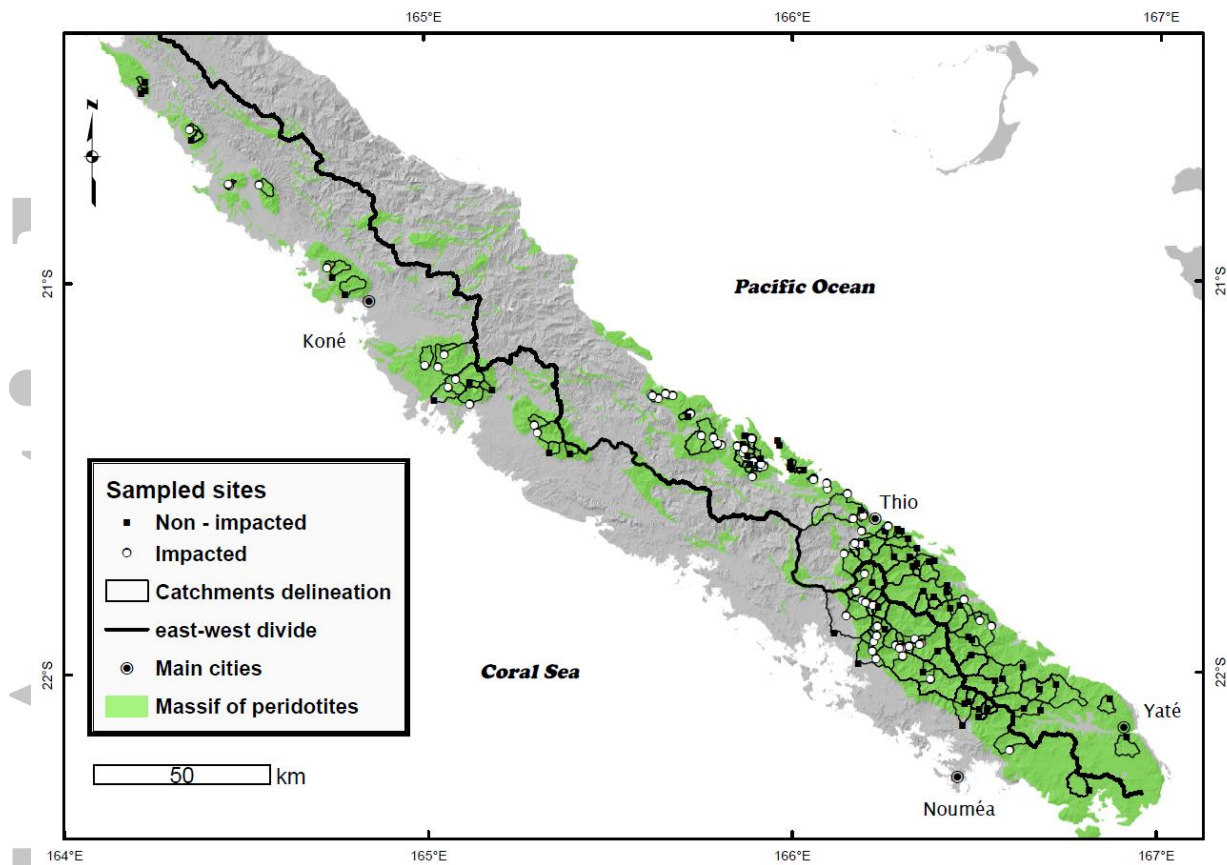 165°E
166°E
167°E
z
Pacific Ocean
21°S
21°S
Koné
Sampled sites
Non - impacted
Impacted
Catchments delineation
east-west divide
Main cities
Massif of peridotites
Thio
Coral Sea
22°S
22°S
Yaté
50 km
Nouméa
164°E
165°E
166°E
167°E